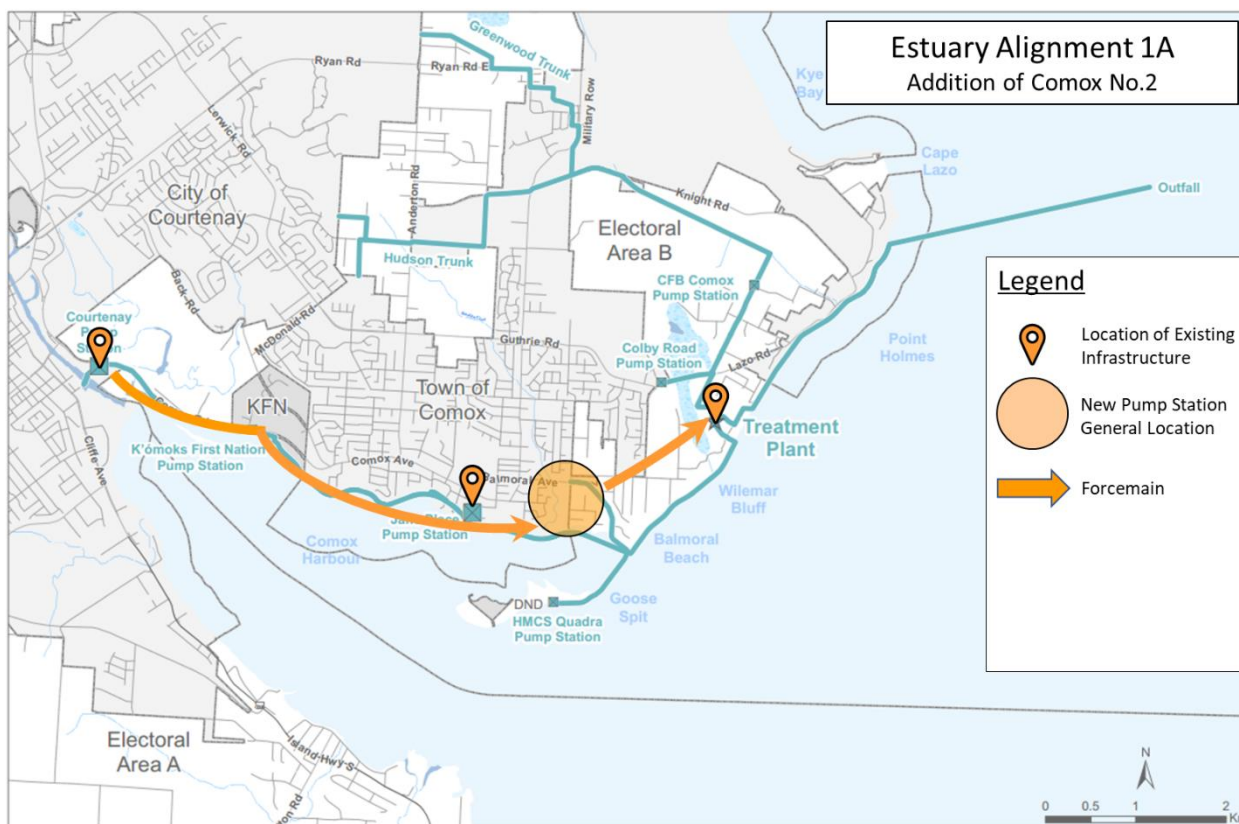 Estuary Alignment 1A
Addition of Comox No.2
Greenwood Trunk
Ryan Rd
Ryan Rd E
Kye
Bay
Lerwick Rd
Military Row
Cape
Lazo
City of
Courtenay
Anderton Rd
Knight Rd
Outfall
Electoral
Area B
Hudson Trunk
Back-Rd
CFB Comox
Pump Station
Courtenay
Station
McDonald-Rd
Guthrie-Rd
Colby Road
Pump Station
Lazo-Rd
Point
Holmes
Town of
Comox
KFN
Treatment
Plant
K'ómoks First Nation
Pump Station
Comox Ave
Balmoral Ave
Cliffe Ave
Wilemar
Bluff
Pump Station
Comox
Harbour
Balmoral
Beach
Goose
Spit
DND
HMCS Quadra
Pump Station
Electoral
Area A
Island-Hwy-S
Legend
Location of Existing
Infrastructure
New Pump Station
General Location
Forcemain
N
0 0.5 1 2